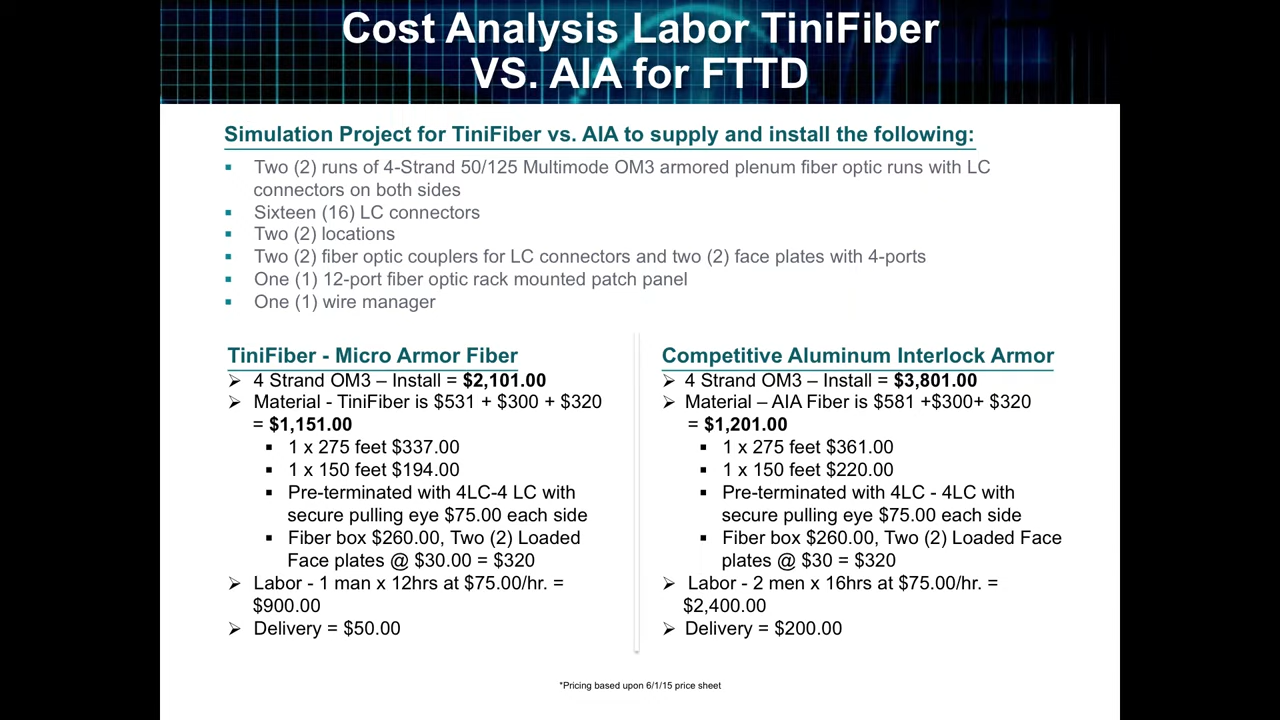 Cost Analysis Labor TiniFiber
VS. AIA for FTTD
Simulation Project for TiniFiber vs. AIA to supply and install the following:
▪ Two (2) runs of 4-Strand 50/125 Multimode OM3 armored plenum fiber optic runs with LC
connectors on both sides
▪ Sixteen (16) LC connectors
▪ Two (2) locations
▪ Two (2) fiber optic couplers for LC connectors and two (2) face plates with 4-ports
▪ One (1) 12-port fiber optic rack mounted patch panel
▪ One (1) wire manager
TiniFiber - Micro Armor Fiber
➢ 4 Strand OM3 – Install = $2,101.00
➢ Material - TiniFiber is $531 + $300 + $320
= $1,151.00
▪ 1 x 275 feet $337.00
▪ 1 x 150 feet $194.00
▪ Pre-terminated with 4LC-4 LC with
secure pulling eye $75.00 each side
▪ Fiber box $260.00, Two (2) Loaded
Face plates @ $30.00 = $320
➢ Labor - 1 man x 12hrs at $75.00/hr. =
$900.00
➢ Delivery = $50.00
Competitive Aluminum Interlock Armor
➢ 4 Strand OM3 – Install = $3,801.00
➢ Material – AIA Fiber is $581 +$300+ $320
= $1,201.00
▪ 1 x 275 feet $361.00
▪ 1 x 150 feet $220.00
▪ Pre-terminated with 4LC - 4LC with
secure pulling eye $75.00 each side
▪ Fiber box $260.00, Two (2) Loaded Face
plates @ $30 = $320
➢ Labor - 2 men x 16hrs at $75.00/hr. =
$2,400.00
➢ Delivery = $200.00
*Pricing based upon 6/1/15 price sheet